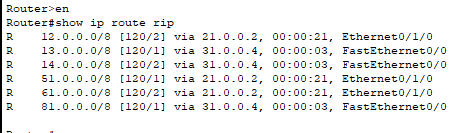 Router>en
Router#show ip route rip
R    12.0.0.0/8 [120/2] via 21.0.0.2, 00:00:21, Ethernet0/1/0
R    13.0.0.0/8 [120/1] via 31.0.0.4, 00:00:03, FastEthernet0/0
R    14.0.0.0/8 [120/2] via 31.0.0.4, 00:00:03, FastEthernet0/0
R    51.0.0.0/8 [120/1] via 21.0.0.2, 00:00:21, Ethernet0/1/0
R    61.0.0.0/8 [120/2] via 21.0.0.2, 00:00:21, Ethernet0/1/0
R    81.0.0.0/8 [120/1] via 31.0.0.4, 00:00:03, FastEthernet0/0